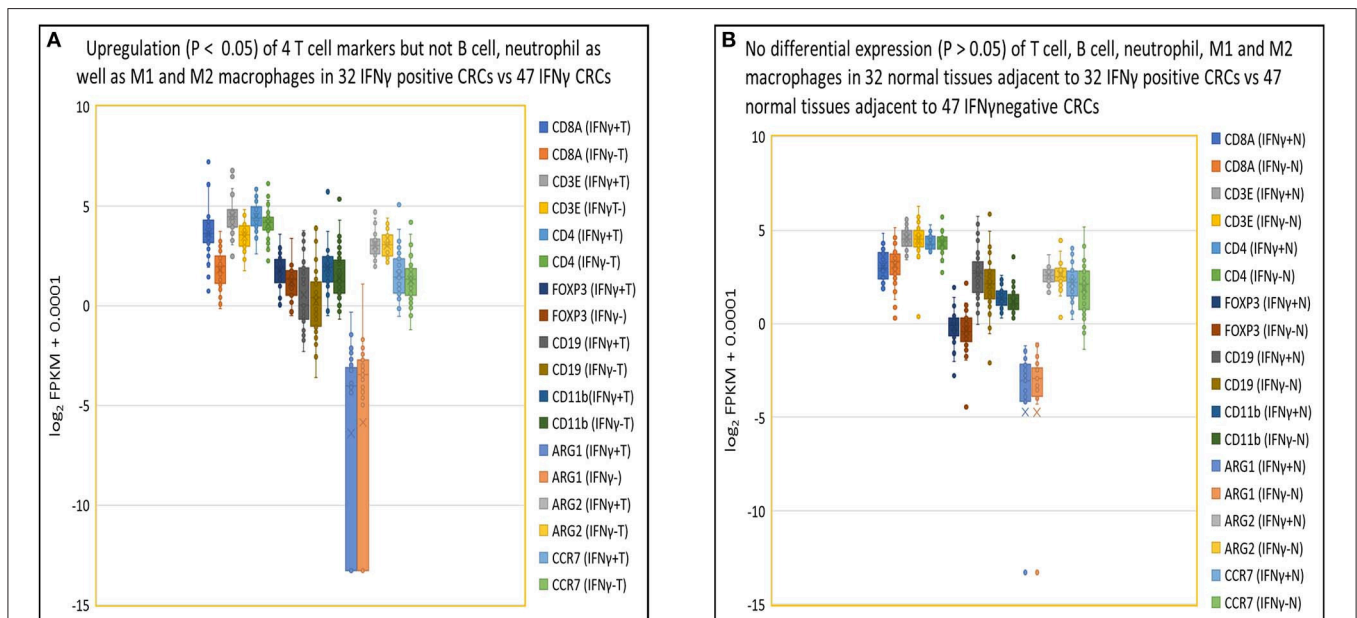 A
Upregulation (P < 0.05) of 4 T cell markers but not B cell, neutrophil as
well as M1 and M2 macrophages in 32 IFNγ positive CRCs vs 47 IFNγ CRCs
10
5
0
-5
-10
-15
log2 FPKM + 0.0001
CD8A (IFNγ+T)
CD8A (IFNγ-T)
CD3E (IFNγ+T)
CD3E (IFNγT-)
CD4 (IFNγ+T)
CD4 (IFNγ-T)
FOXP3 (IFNγ+T)
FOXP3 (IFNγ-)
CD19 (IFNγ+T)
CD19 (IFNγ-T)
CD11b(IFNγ+T)
CD11b (IFNγ-T)
ARG1 (IFNγ+T)
ARG1 (IFNγ-)
ARG2 (IFNγ+T)
ARG2 (IFNγ-T)
CCR7 (IFNγ+T)
CCR7 (IFNγ-T)
B
No differential expression (P > 0.05) of T cell, B cell, neutrophil, M1 and M2
macrophages in 32 normal tissues adjacent to 32 IFNγ positive CRCs vs 47
normal tissues adjacent to 47 IFNγnegative CRCs
10
5
0
-5
-10
-15
log2 FPKM + 0.0001
CD8A (IFNγ+N)
CD8A (IFNγ-N)
CD3E (IFNγ+N)
CD3E (IFNγ-N)
CD4 (IFNγ+N)
CD4 (IFNγ-N)
FOXP3 (IFNγ+N)
FOXP3 (IFNγ-N)
CD19 (IFNγ+N)
CD19 (IFNγ-N)
CD11b (IFNγ+N)
CD11b (IFNγ-N)
ARG1 (IFNγ+N)
ARG1 (IFNγ-N)
ARG2 (IFNγ+N)
ARG2 (IFNγ-N)
CCR7 (IFNγ+N)
CCR7 (IFNγ-N)